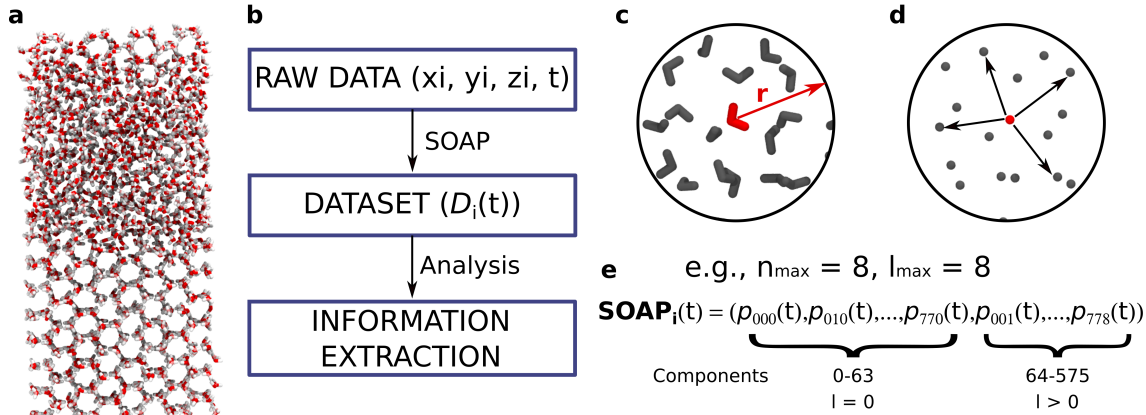 a
b
RAW DATA (xi, yi, zi, t)
SOAP
DATASET (Di(t))
Analysis
INFORMATION
EXTRACTION
c
r
d
e
e.g., nmax = 8, lmax = 8
SOAPi(t) = (p000(t),p010(t),...,p770(t),p001(t),...,p778(t))
Components 0-63 64-575
l = 0 l > 0